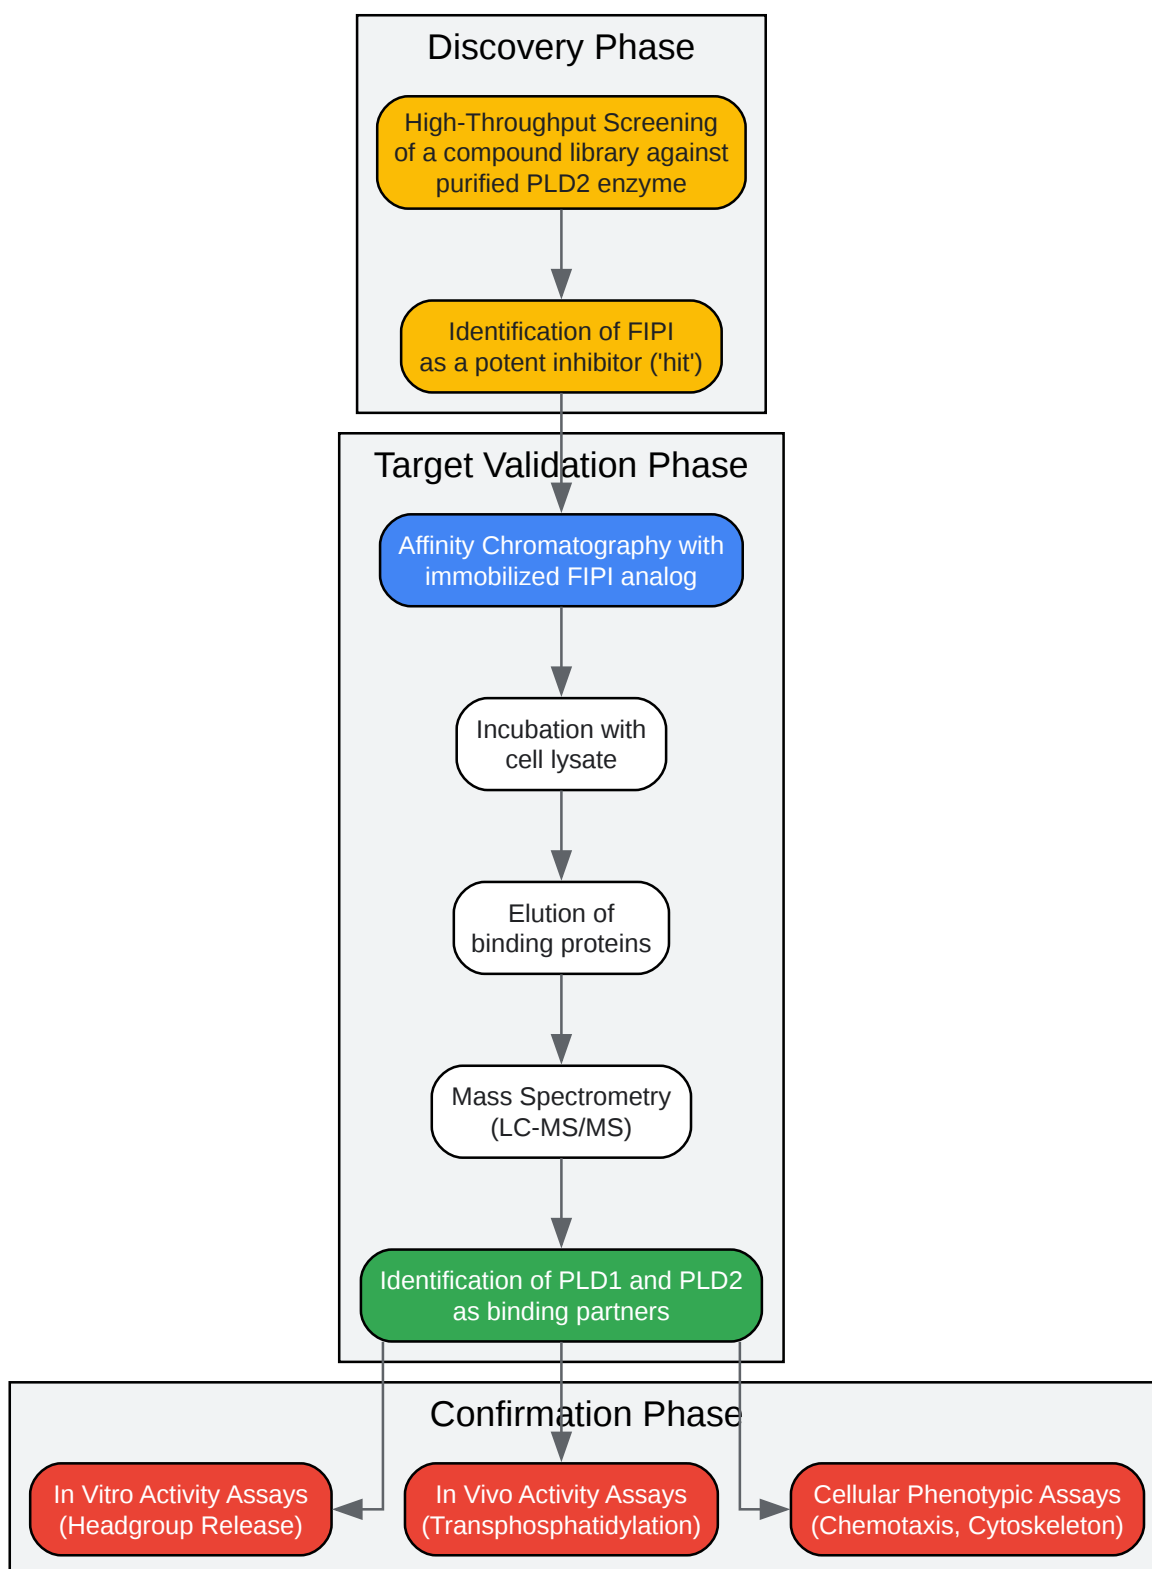 Discovery Phase
High-Throughput Screening
of a compound library against
purified PLD2 enzyme
Identification of FIPI
as a potent inhibitor ('hit')
Target Validation Phase
Affinity Chromatography with
immobilized FIPI analog
Incubation with
cell lysate
Elution of
binding proteins
Mass Spectrometry
(LC-MS/MS)
Identification of PLD1 and PLD2
as binding partners
Confirmation Phase
In Vitro Activity Assays
(Headgroup Release)
In Vivo Activity Assays
(Transphosphatidylation)
Cellular Phenotypic Assays
(Chemotaxis, Cytoskeleton)